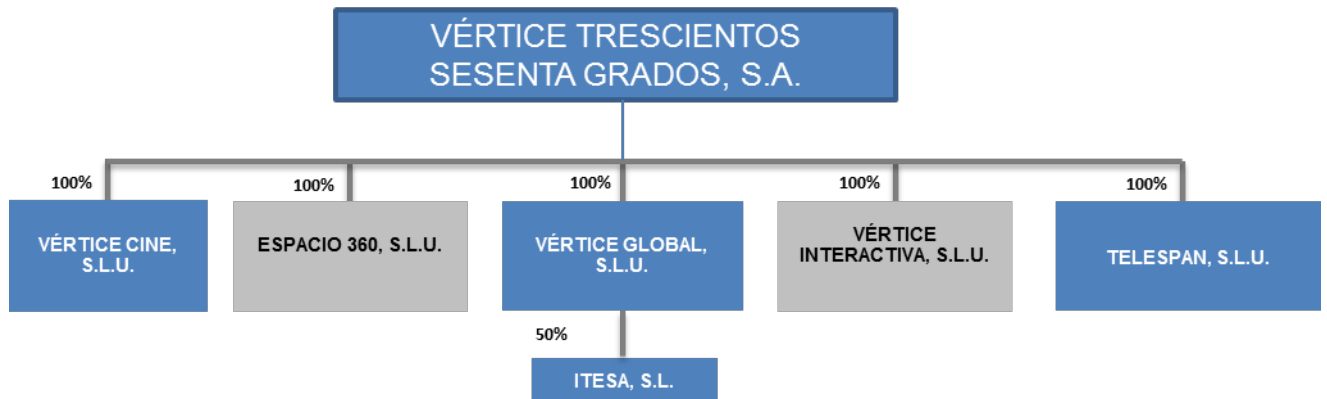 VÉRTICE TRESCIENTOS
SESENTA GRADOS, S.A.
100%
100%
100%
100%
100%
VÉRTICE CINE,
S.L.U.
ESPACIO 360, S.L.U.
VÉRTICE GLOBAL,
S.L.U.
VÉRTICE
INTERACTIVA, S.L.U.
TELESPAN, S.L.U.
50%
ITESA, S.L.